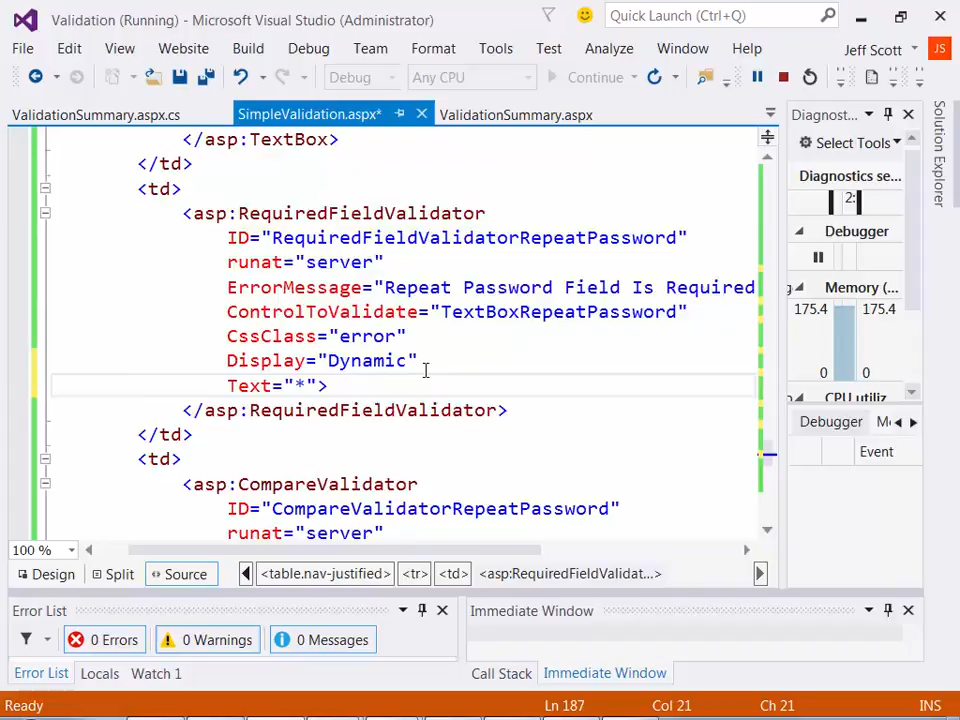 Validation (Running) - Microsoft Visual Studio (Administrator)
Quick Launch (Ctrl+Q)
File Edit View Website Build Debug Team Format Tools Test Analyze Window Help
Jeff Scott JS
Debug Any CPU Continue
ValidationSummary.aspx.cs SimpleValidation.aspx* ValidationSummary.aspx
</asp:TextBox>
</td>
<td>
<asp:RequiredFieldValidator
ID="RequiredFieldValidatorRepeatPassword"
runat="server"
ErrorMessage="Repeat Password Field Is Required
ControlToValidate="TextBoxRepeatPassword"
CssClass="error"
Display="Dynamic"
Text="*">
</asp:RequiredFieldValidator>
</td>
<td>
<asp:CompareValidator
ID="CompareValidatorRepeatPassword"
runat="server"
100 %
Design Split Source <table.nav-justified> <tr> <td> <asp:RequiredFieldValidat...>
Diagnost...
Select Tools
Diagnostics se...
2:
Debugger
Memory (...
175.4 175.4
0 0
CPU utiliz
Debugger
Event
Solution Explorer
Error List
0 Errors 0 Warnings 0 Messages
Error List Locals Watch 1
Immediate Window
Call Stack Immediate Window
Ready Ln 187 Col 21 Ch 21 INS